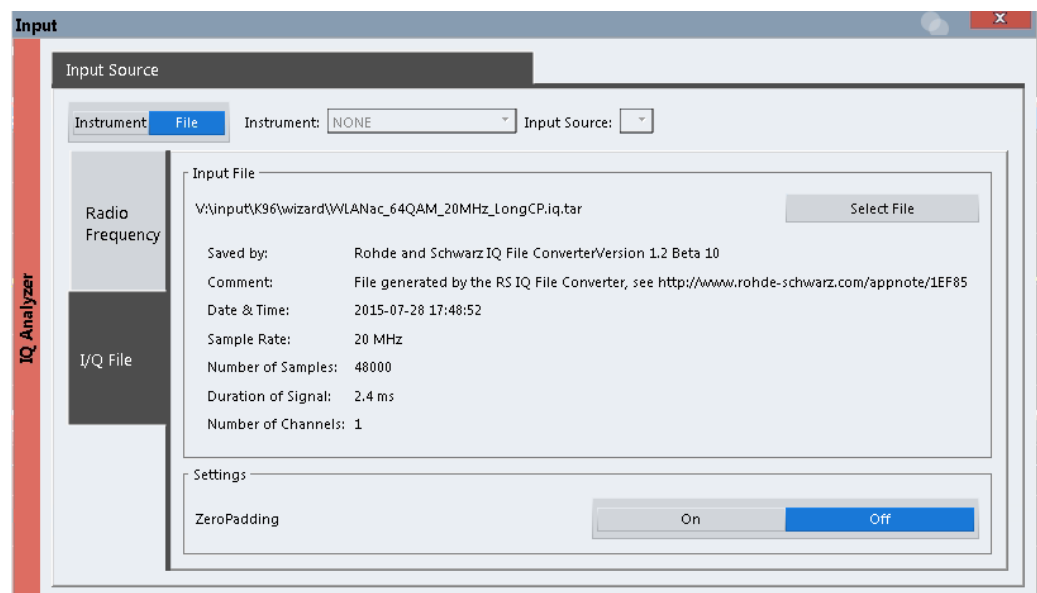 Input
X
Input Source
Instrument File Instrument: NONE Input Source:
Radio
Frequency
I/Q File
IQ Analyzer
Input File
V:\input\K96\wizard\WLANac_64QAM_20MHz_LongCP.iq.tar Select File
Saved by: Rohde and Schwarz IQ File ConverterVersion 1.2 Beta 10
Comment: File generated by the RS IQ File Converter, see http://www.rohde-schwarz.com/appnote/1EF85
Date & Time: 2015-07-28 17:48:52
Sample Rate: 20 MHz
Number of Samples: 48000
Duration of Signal: 2.4 ms
Number of Channels: 1
Settings
ZeroPadding On Off